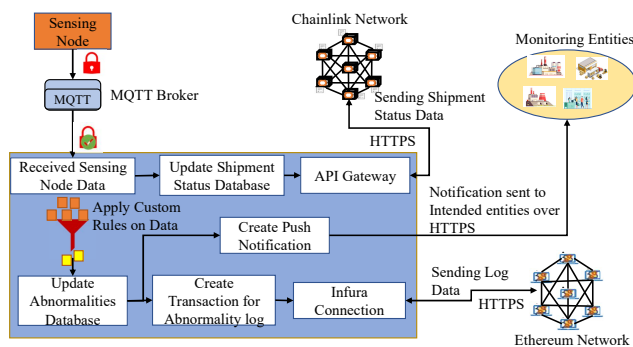 Sensing
Node
MQTT
MQTT Broker
Chainlink Network
Monitoring Entities
Sending Shipment
Status Data
HTTPS
Received Sensing
Node Data
Update Shipment
Status Database
API Gateway
Apply Custom
Rules on Data
Create Push
Notification
Notification sent to
Intended entities over
HTTPS
Update
Abnormalities
Database
Create
Transaction for
Abnormality log
Infura
Connection
Sending Log
Data
HTTPS
Ethereum Network